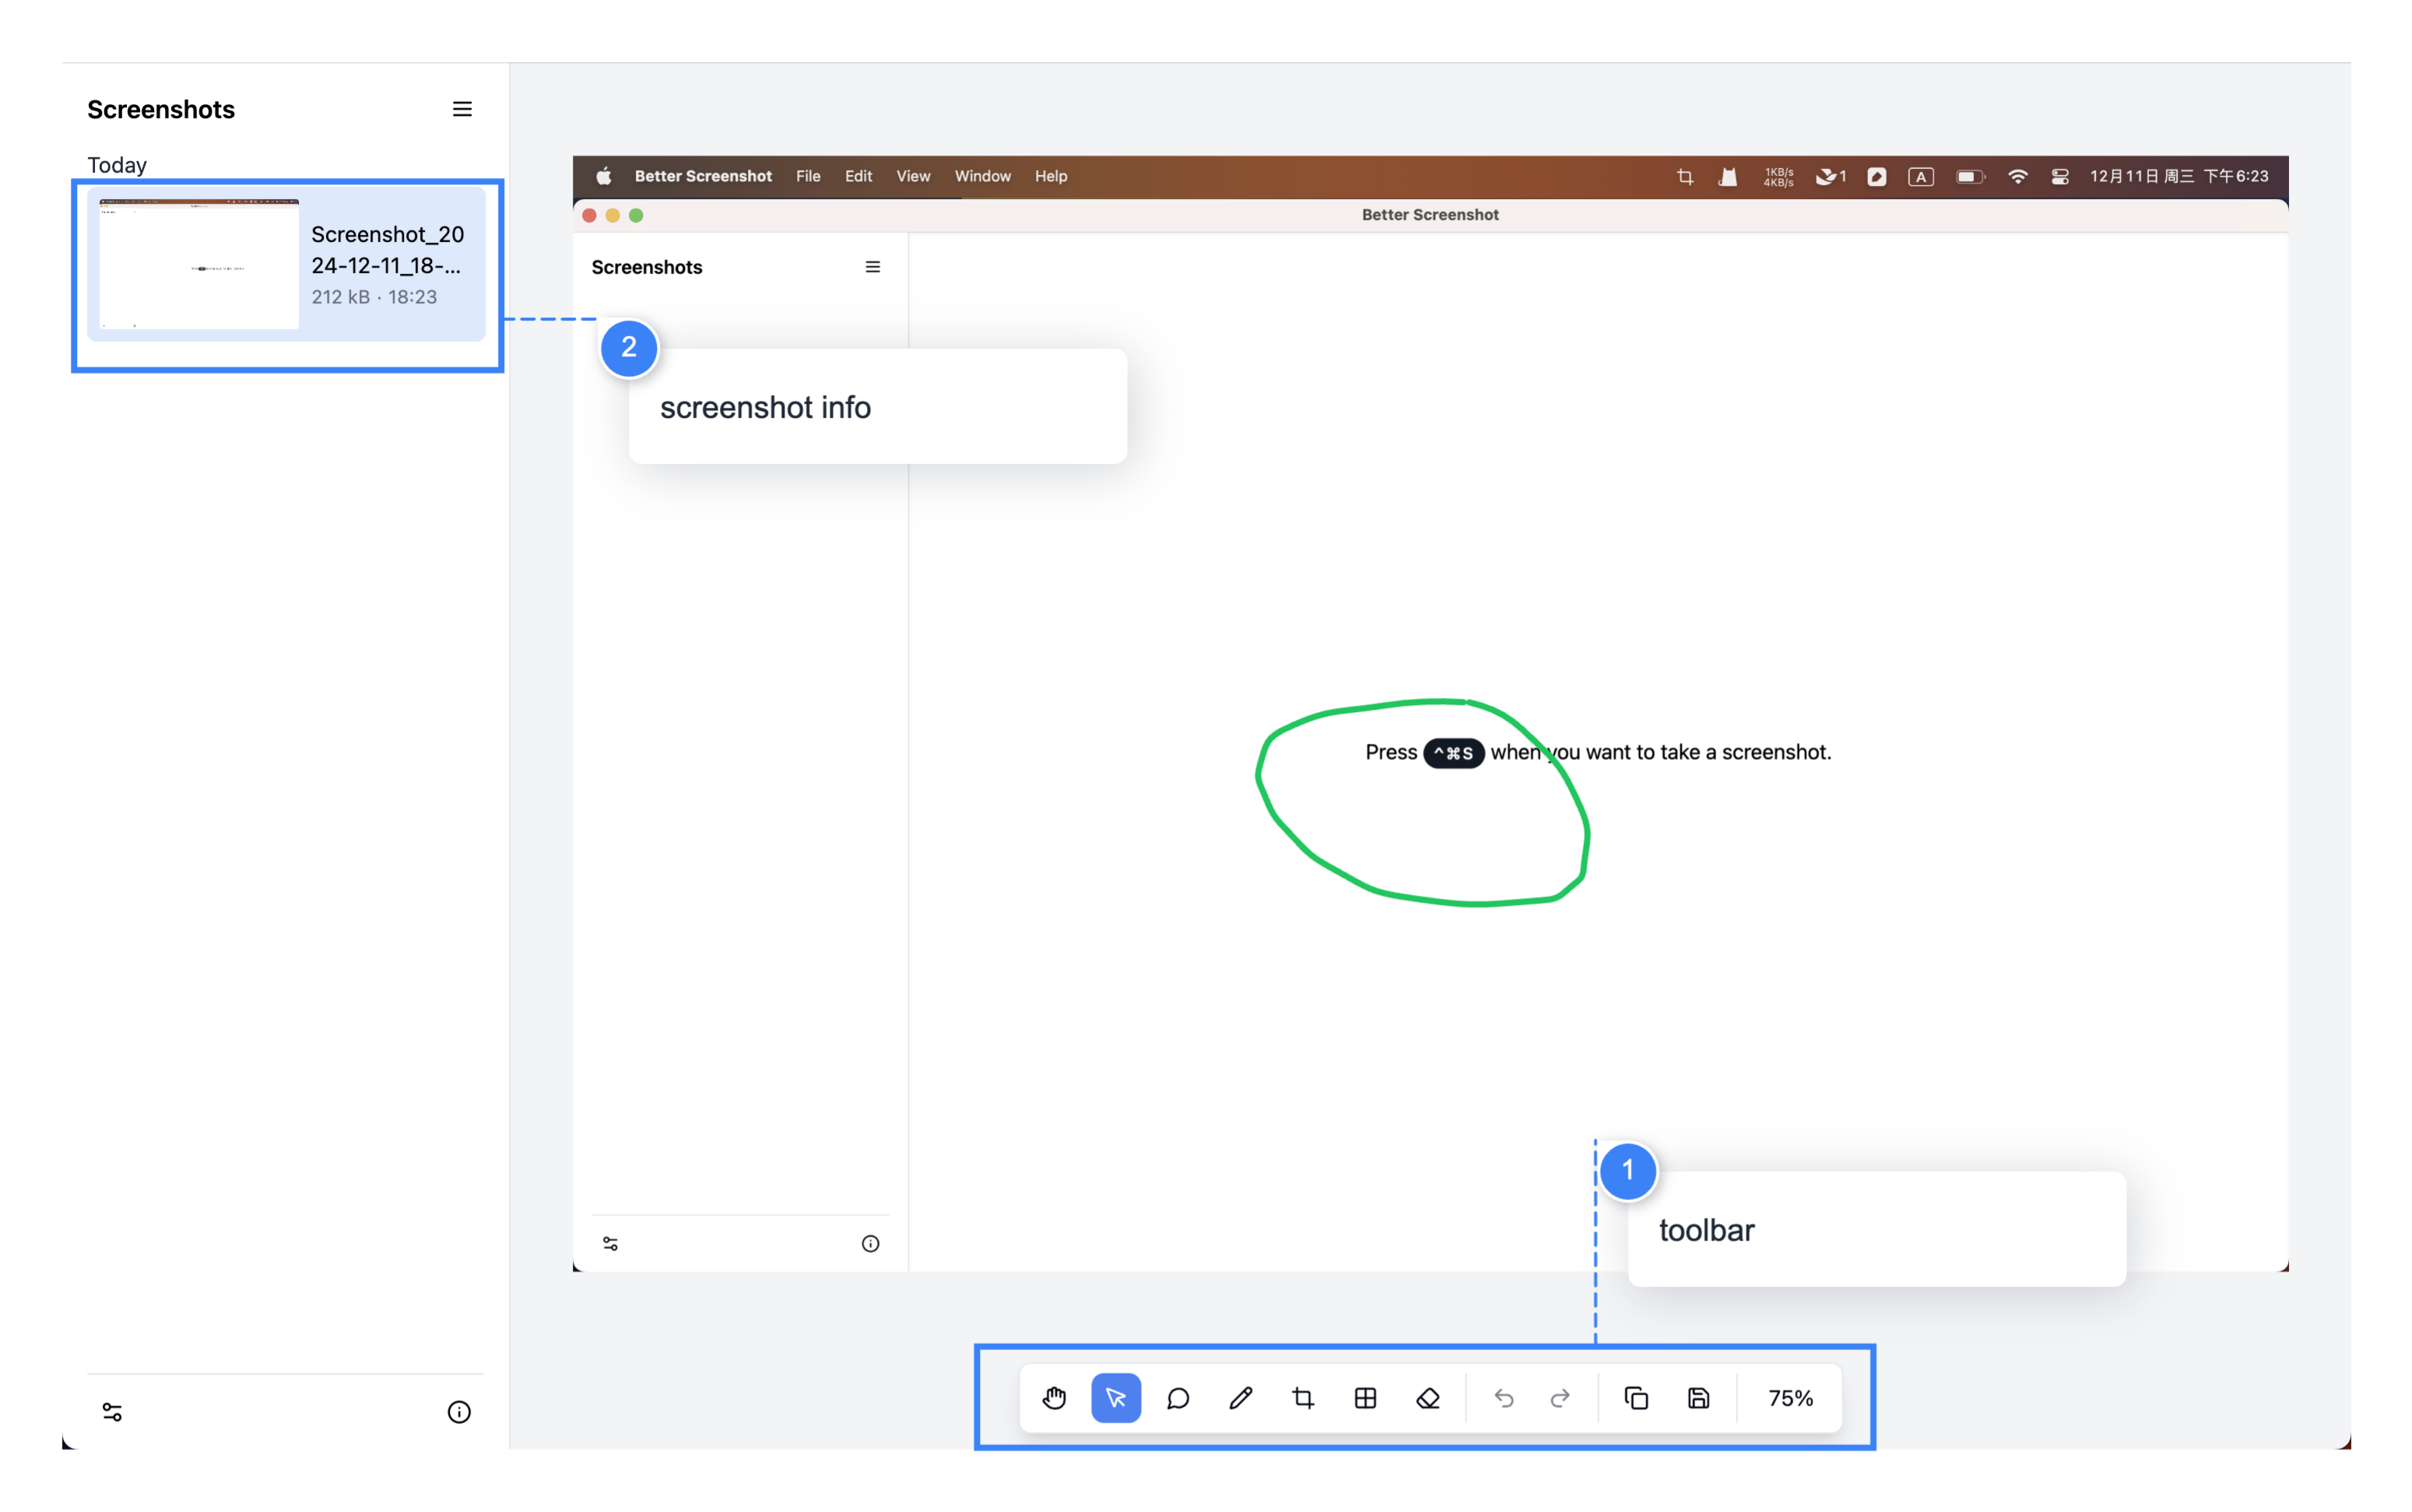 Screenshots
Today
Screenshot_20
24-12-11_18-...
212 kB · 18:23
Better Screenshot File Edit View Window Help
1KB/s
4KB/s
1
A
12月11日 周三 下午6:23
Better Screenshot
Screenshots
2
screenshot info
Press ^⌘S when you want to take a screenshot.
1
toolbar
75%